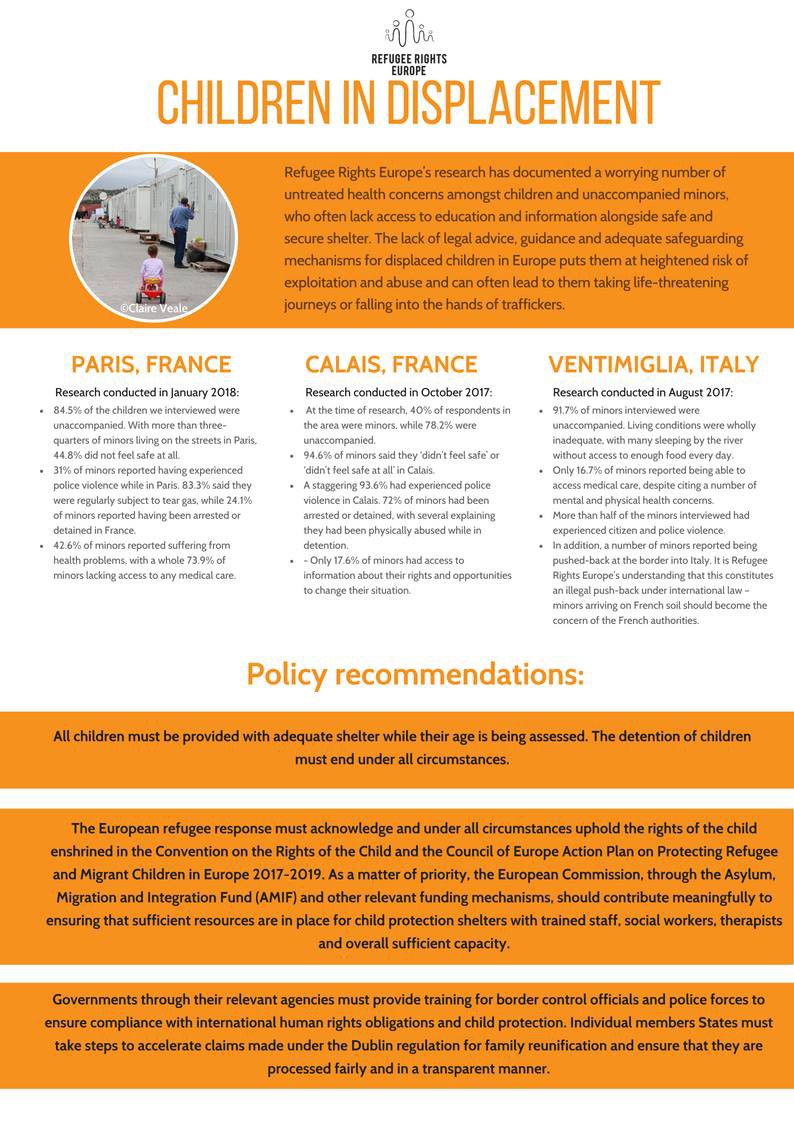 REFUGEE RIGHTS
EUROPE
CHILDREN IN DISPLACEMENT
©Claire Veale
Refugee Rights Europe's research has documented a worrying number of
untreated health concerns amongst children and unaccompanied minors,
who often lack access to education and information alongside safe and
secure shelter. The lack of legal advice, guidance and adequate safeguarding
mechanisms for displaced children in Europe puts them at heightened risk of
exploitation and abuse and can often lead to them taking life-threatening
journeys or falling into the hands of traffickers.
PARIS, FRANCE
Research conducted in January 2018:
• 84.5% of the children we interviewed were
unaccompanied. With more than three-
quarters of minors living on the streets in Paris,
44.8% did not feel safe at all.
• 31% of minors reported having experienced
police violence while in Paris. 83.3% said they
were regularly subject to tear gas, while 24.1%
of minors reported having been arrested or
detained in France.
• 42.6% of minors reported suffering from
health problems, with a whole 73.9% of
minors lacking access to any medical care.
CALAIS, FRANCE
Research conducted in October 2017:
• At the time of research, 40% of respondents in
the area were minors, while 78.2% were
unaccompanied.
• 94.6% of minors said they 'didn't feel safe' or
'didn't feel safe at all' in Calais.
• A staggering 93.6% had experienced police
violence in Calais. 72% of minors had been
arrested or detained, with several explaining
they had been physically abused while in
detention.
• - Only 17.6% of minors had access to
information about their rights and opportunities
to change their situation.
VENTIMIGLIA, ITALY
Research conducted in August 2017:
• 91.7% of minors interviewed were
unaccompanied. Living conditions were wholly
inadequate, with many sleeping by the river
without access to enough food every day.
• Only 16.7% of minors reported being able to
access medical care, despite citing a number of
mental and physical health concerns.
• More than half of the minors interviewed had
experienced citizen and police violence.
• In addition, a number of minors reported being
pushed-back at the border into Italy. It is Refugee
Rights Europe's understanding that this constitutes
an illegal push-back under international law –
minors arriving on French soil should become the
concern of the French authorities.
Policy recommendations:
All children must be provided with adequate shelter while their age is being assessed. The detention of children
must end under all circumstances.
The European refugee response must acknowledge and under all circumstances uphold the rights of the child
enshrined in the Convention on the Rights of the Child and the Council of Europe Action Plan on Protecting Refugee
and Migrant Children in Europe 2017-2019. As a matter of priority, the European Commission, through the Asylum,
Migration and Integration Fund (AMIF) and other relevant funding mechanisms, should contribute meaningfully to
ensuring that sufficient resources are in place for child protection shelters with trained staff, social workers, therapists
and overall sufficient capacity.
Governments through their relevant agencies must provide training for border control officials and police forces to
ensure compliance with international human rights obligations and child protection. Individual members States must
take steps to accelerate claims made under the Dublin regulation for family reunification and ensure that they are
processed fairly and in a transparent manner.